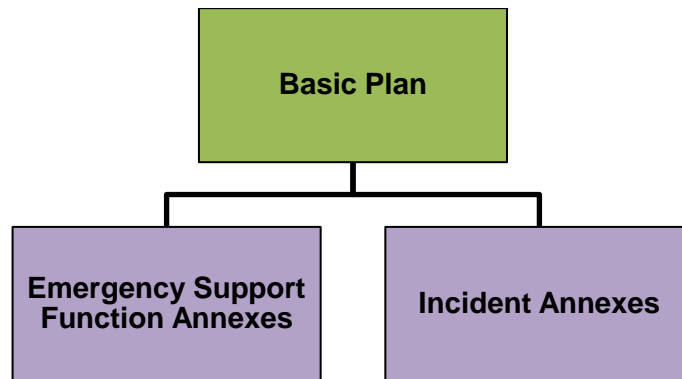 Basic Plan
Emergency Support
Function Annexes
Incident Annexes